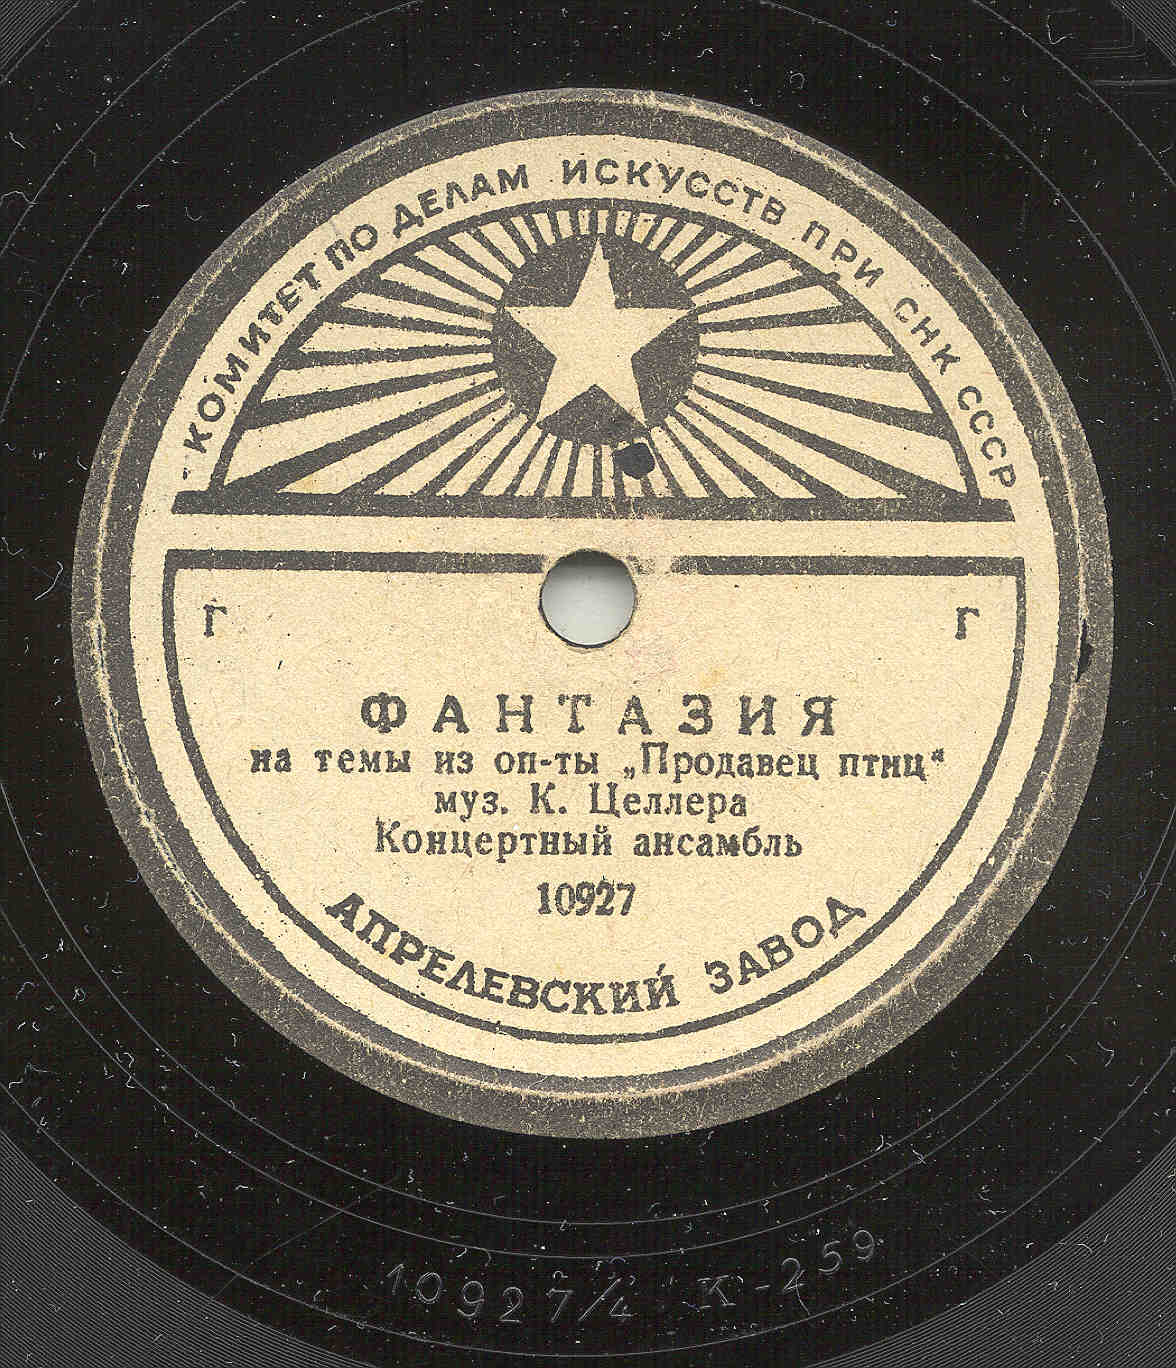 КОМИТЕТ ПО ДЕЛАМ ИСКУССТВ ПРИ СНК СССР
Г Г
ФАНТАЗИЯ
на темы из оп-ты „Продавец птиц“
муз. К. Целлера
Концертный ансамбль
10927
АПРЕЛЕВСКИЙ ЗАВОД
10927/4 К-259